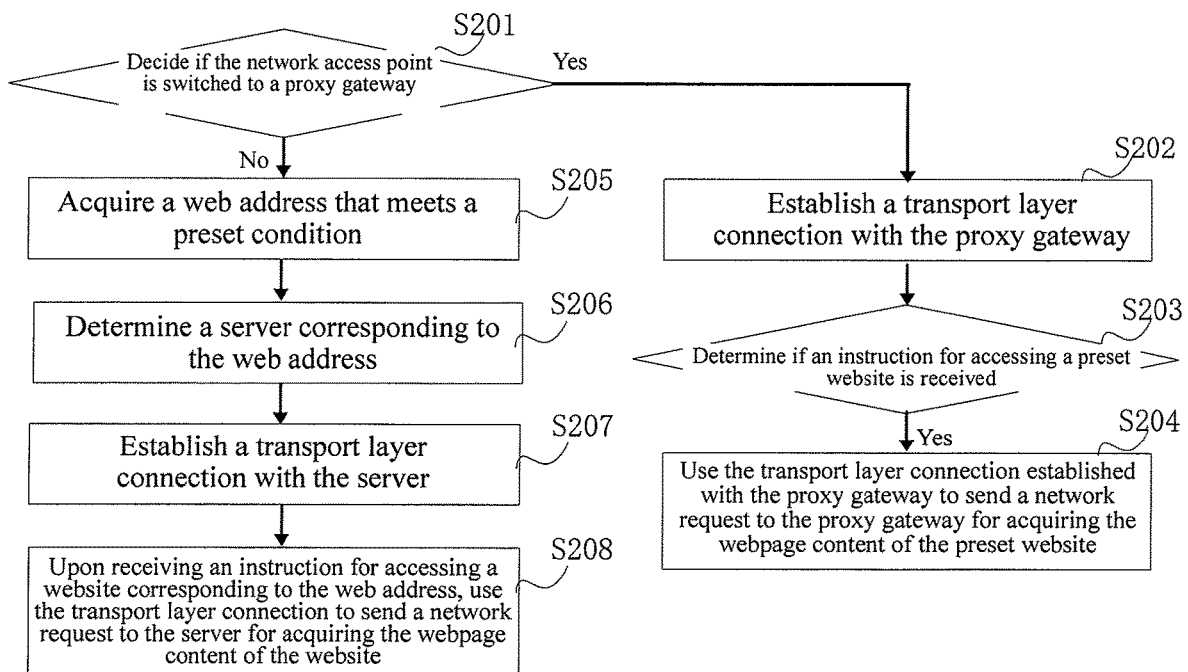 S201
Decide if the network access point
is switched to a proxy gateway
Yes
No
S205
Acquire a web address that meets a
preset condition
S206
Determine a server corresponding to
the web address
S207
Establish a transport layer
connection with the server
S208
Upon receiving an instruction for accessing a
website corresponding to the web address, use
the transport layer connection to send a network
request to the server for acquiring the webpage
content of the website
S202
Establish a transport layer
connection with the proxy gateway
S203
Determine if an instruction for accessing a preset
website is received
Yes
S204
Use the transport layer connection established
with the proxy gateway to send a network
request to the proxy gateway for acquiring the
webpage content of the preset website